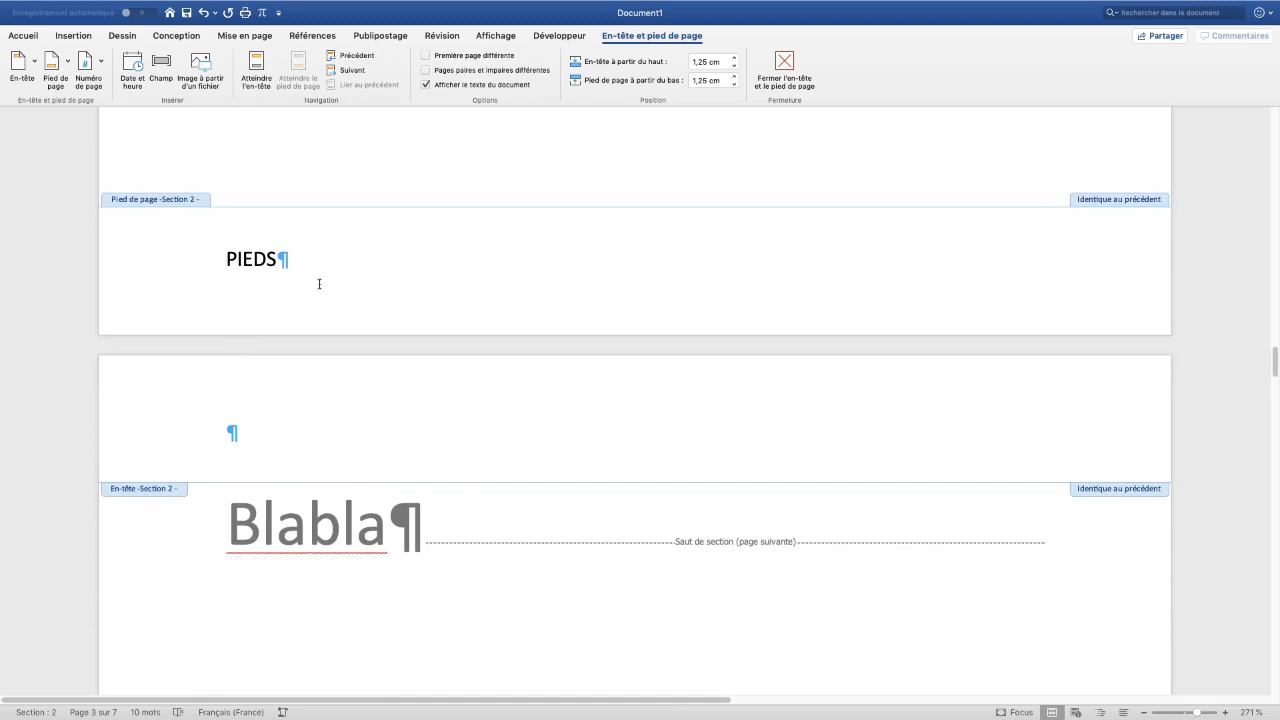 Enregistrement automatique
Document1
Rechercher dans le document
Accueil Insertion Dessin Conception Mise en page Références Publipostage Révision Affichage Développeur En-tête et pied de page
Partager Commentaires
En-tête
Pied de page
Numéro de page
Date et heure
Champ
Image à partir d'un fichier
Atteindre l'en-tête
Atteindre le pied de page
Précédent
Suivant
Lier au précédent
Première page différente
Pages paires et impaires différentes
Afficher le texte du document
En-tête à partir du haut : 1,25 cm
Pied de page à partir du bas : 1,25 cm
Fermer l'en-tête et le pied de page
En-tête et pied de page Insérer Navigation Options Position Fermeture
Pied de page -Section 2 - Identique au précédent
PIEDS¶
¶
En-tête -Section 2 - Identique au précédent
Blabla¶
Saut de section (page suivante)
Section : 2 Page 3 sur 7 10 mots Français (France) Focus 271 %